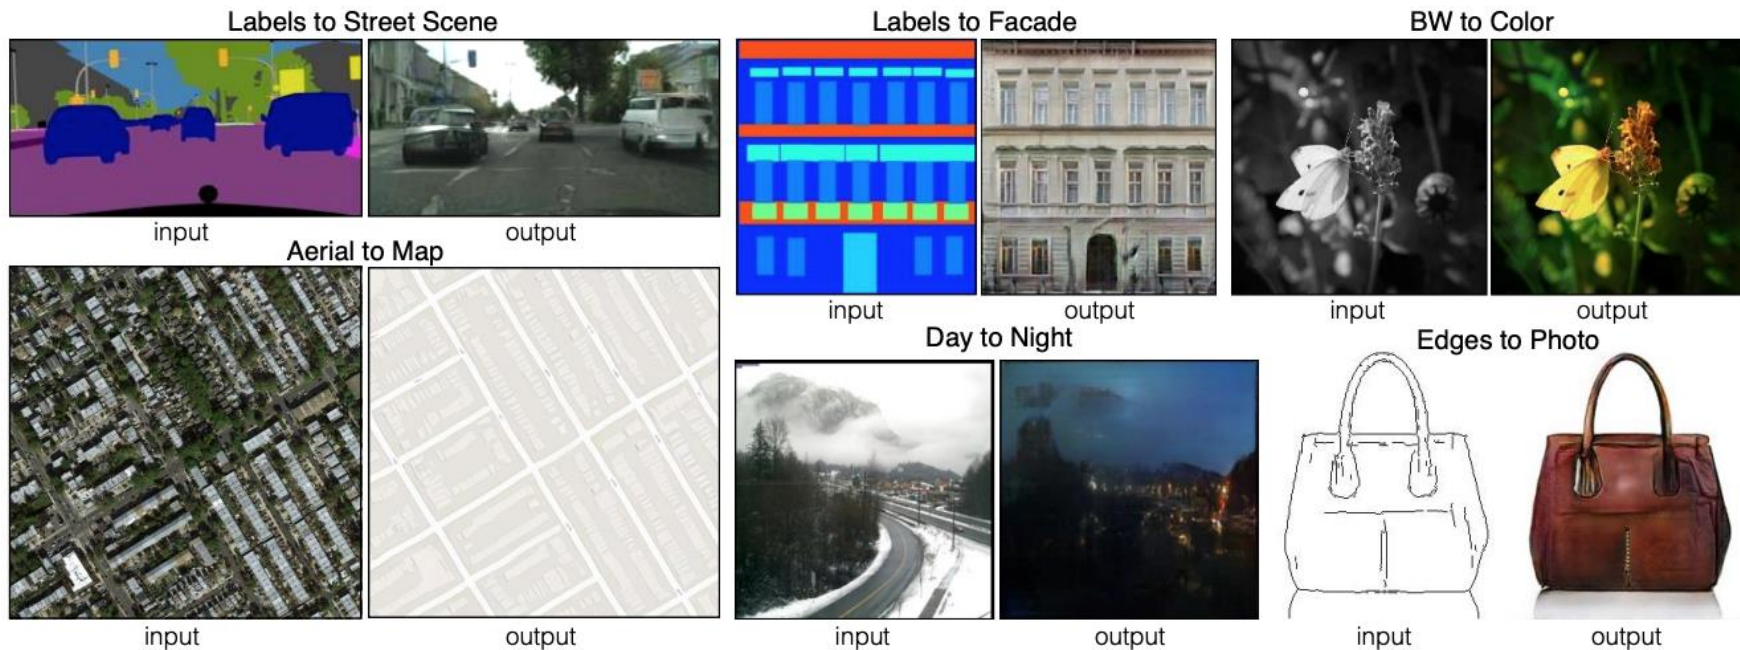 Labels to Street Scene
input
output
Aerial to Map
input
output
Labels to Facade
input
output
Day to Night
input
output
BW to Color
input
output
Edges to Photo
input
output